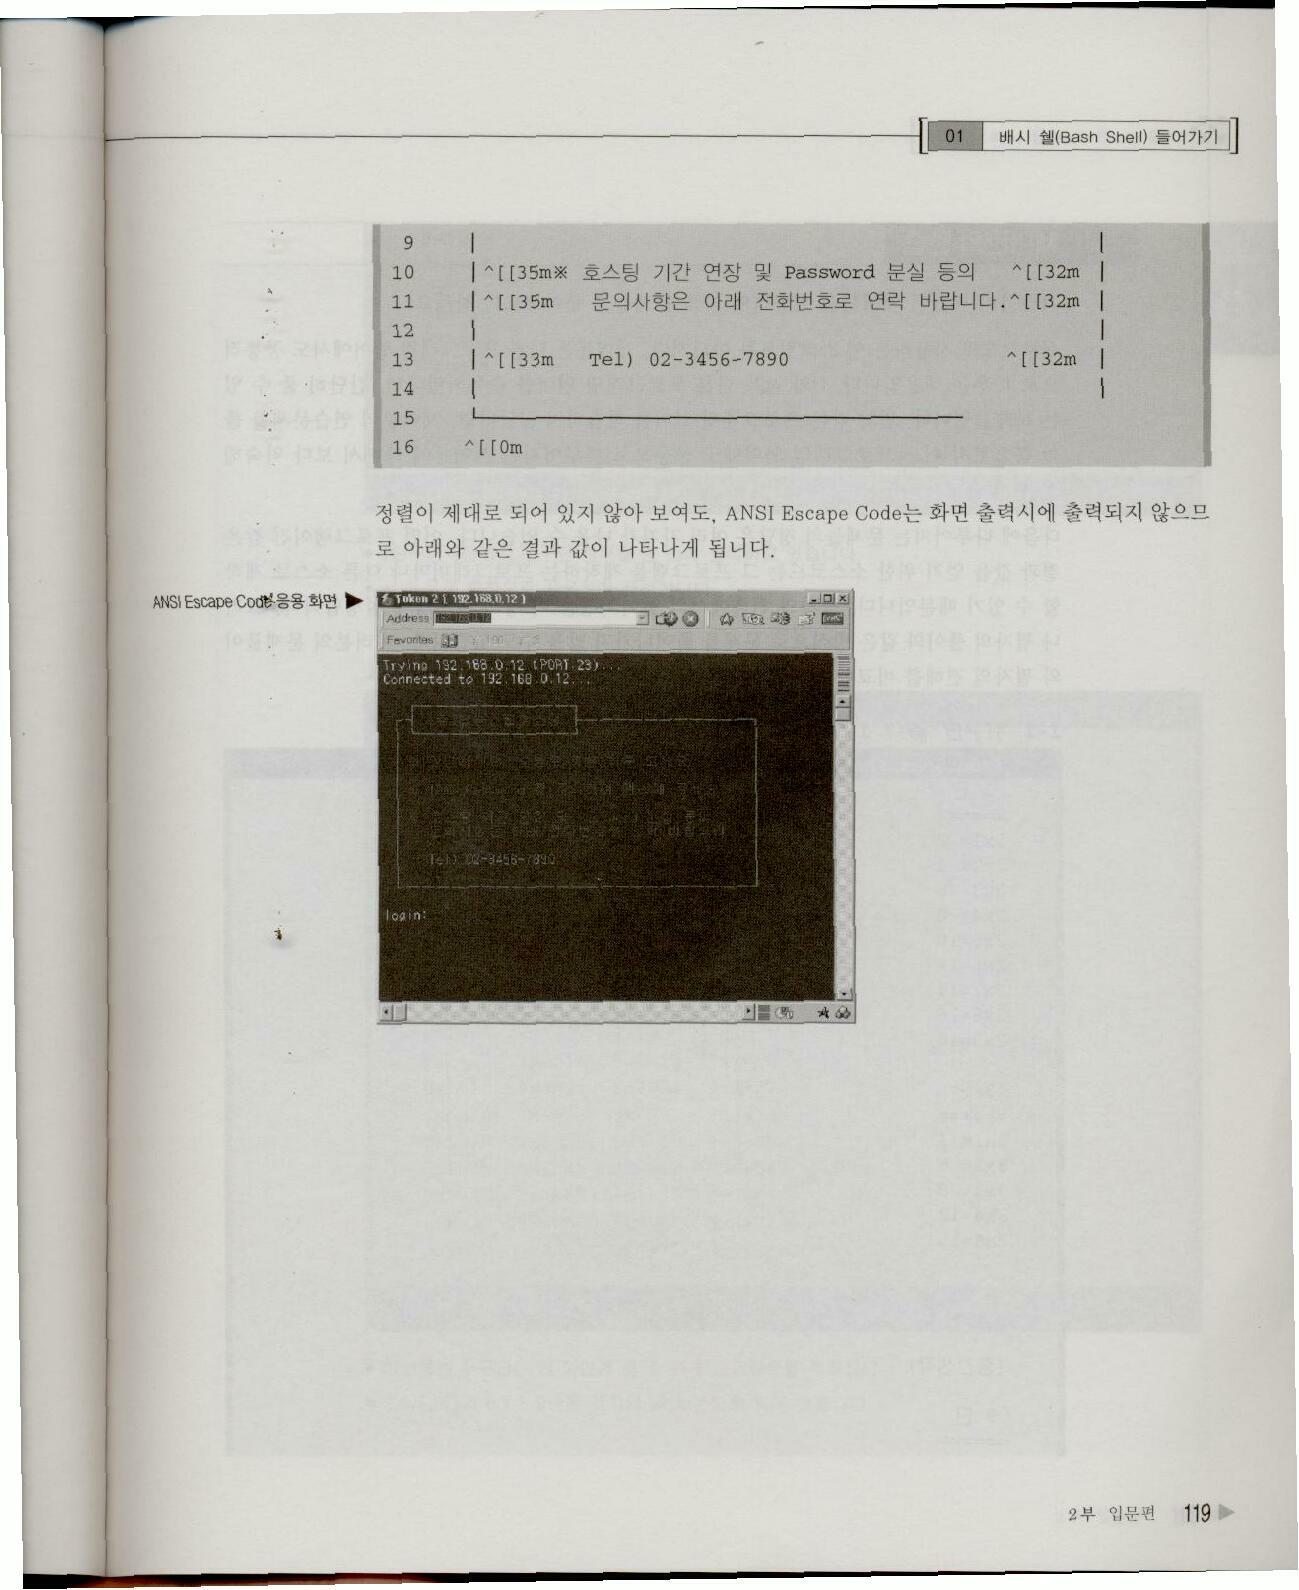 01 배시 쉘(Bash Shell) 들어가기
9 | |
10 | ^[[35m※ 호스팅 기간 연장 및 Password 분실 등의 ^[[32m |
11 | ^[[35m 문의사항은 아래 전화번호로 연락 바랍니다.^[[32m |
12 | |
13 | ^[[33m Tel) 02-3456-7890 ^[[32m |
14 | |
15
16 ^[[0m
정렬이 제대로 되어 있지 않아 보여도, ANSI Escape Code는 화면 출력시에 출력되지 않으므
로 아래와 같은 결과 값이 나타나게 됩니다.
ANSI Escape Code 응용 화면 ▶
Token 2 [ 192.168.0.12 ]
Address 192.168.0.12
Favorites
Trying 192.168.0.12 (PORT.23)...
Connected to 192.168.0.12...
Tel) 02-3456-7890
login:
2부 입문편 119 ▶